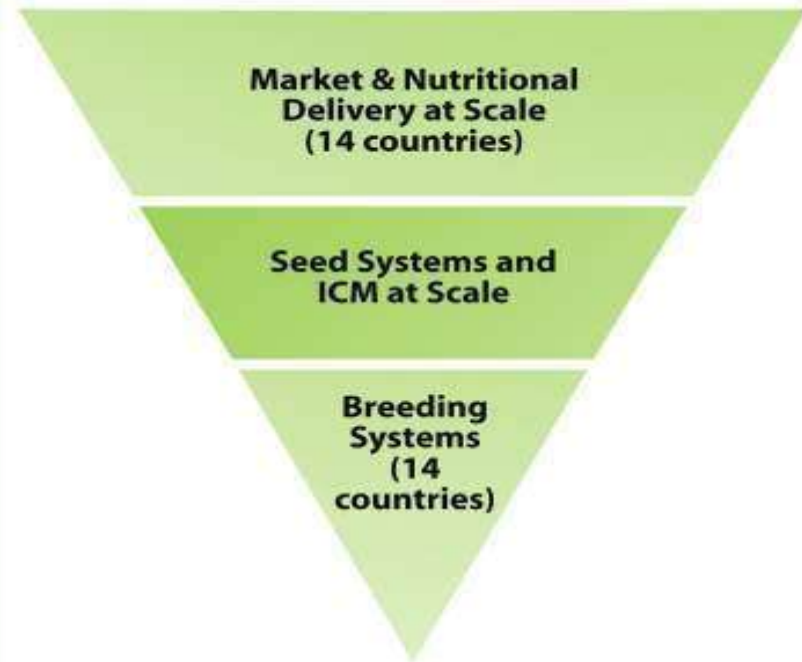 Market & Nutritional
Delivery at Scale
(14 countries)
Seed Systems and
ICM at Scale
Breeding
Systems
(14
countries)